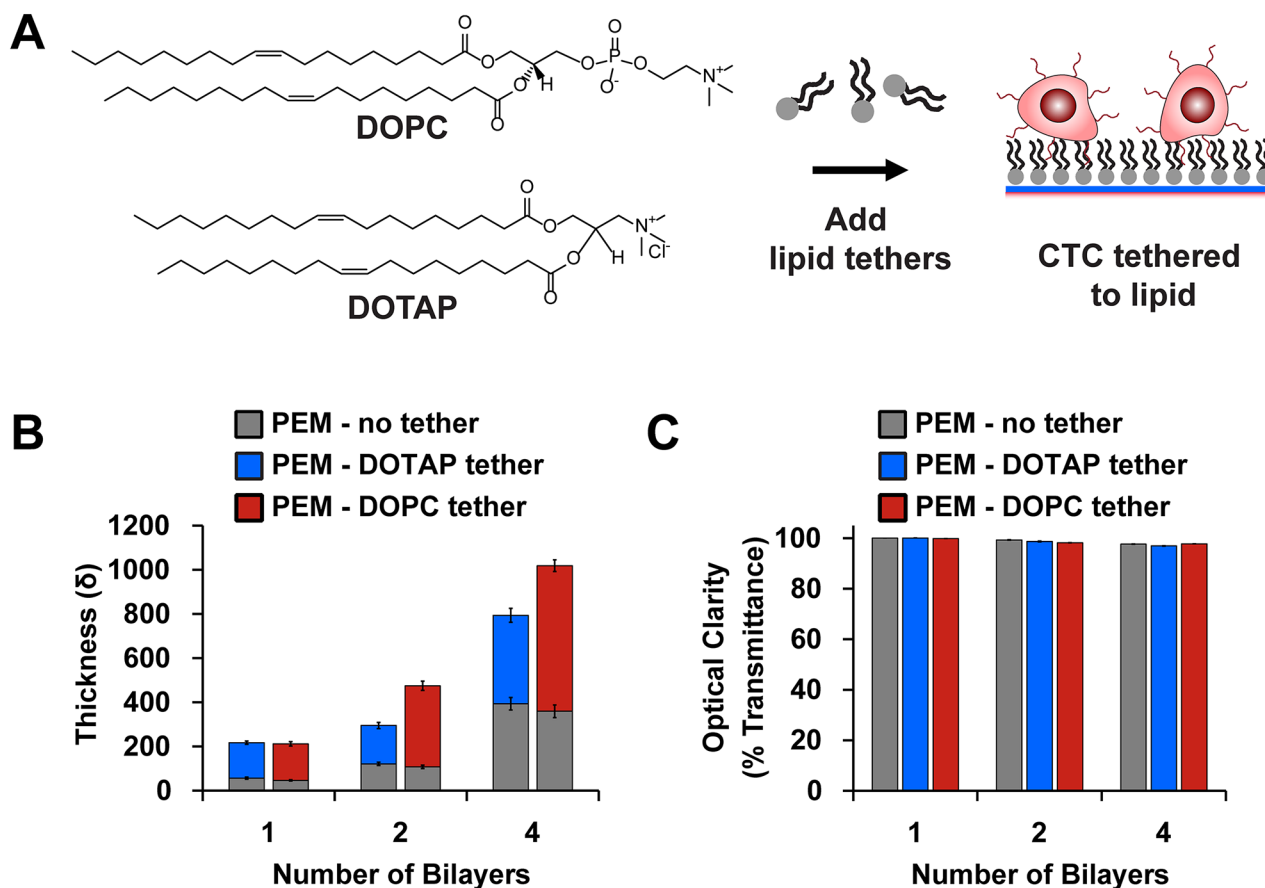 A
O
O
O
O
P
O
O-
N+
H
O
O
DOPC
O
O
N+
Cl-
H
O
O
DOTAP
Add
lipid tethers
CTC tethered
to lipid
B
PEM - no tether
PEM - DOTAP tether
PEM - DOPC tether
Thickness (δ)
1200
1000
800
600
400
200
0
1 2 4
Number of Bilayers
C
PEM - no tether
PEM - DOTAP tether
PEM - DOPC tether
Optical Clarity
(% Transmittance)
100
80
60
40
20
0
1 2 4
Number of Bilayers